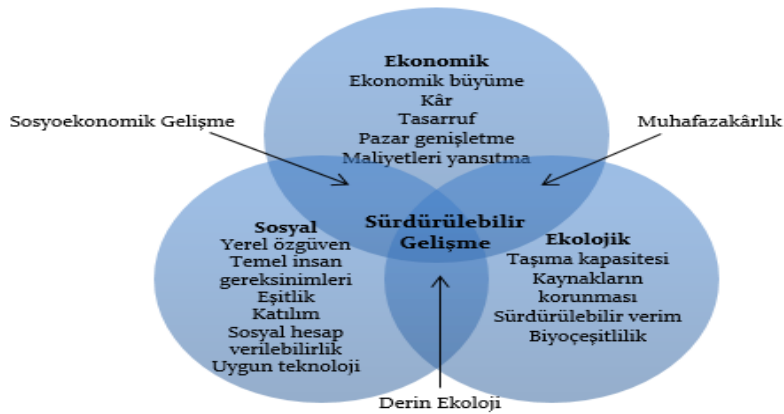 Ekonomik
Ekonomik büyüme
Kâr
Tasarruf
Pazar genişletme
Maliyetleri yansıtma
Sosyoekonomik Gelişme
Muhafazakârlık
Sürdürülebilir
Gelişme
Sosyal
Yerel özgüven
Temel insan
gereksinimleri
Eşitlik
Katılım
Sosyal hesap
verilebilirlik
Uygun teknoloji
Ekolojik
Taşıma kapasitesi
Kaynakların
korunması
Sürdürülebilir verim
Biyoçeşitlilik
Derin Ekoloji